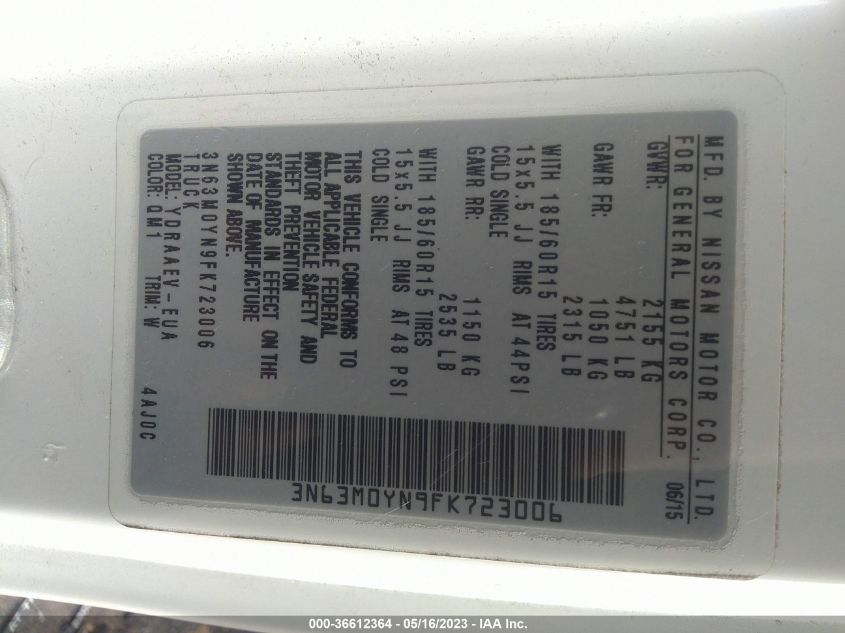 MFD. BY NISSAN MOTOR CO., LTD.
FOR GENERAL MOTORS CORP. 06/15
GVWR: 2155 KG
4751 LB
GAWR FR: 1050 KG
2315 LB
WITH 185/60R15 TIRES
15x5.5 JJ RIMS AT 44PSI
COLD SINGLE
GAWR RR: 1150 KG
2535 LB
WITH 185/60R15 TIRES
15x5.5 JJ RIMS AT 48 PSI
COLD SINGLE
THIS VEHICLE CONFORMS TO
ALL APPLICABLE FEDERAL
MOTOR VEHICLE SAFETY AND
THEFT PREVENTION
STANDARDS IN EFFECT ON THE
DATE OF MANUFACTURE
SHOWN ABOVE.
3N63M0YN9FK723006
TRUCK
MODEL: YDRAAEV-EUA
COLOR: QM1 TRIM: W 4AJ0C
3N63M0YN9FK723006
000-36612364 - 05/16/2023 - IAA Inc.